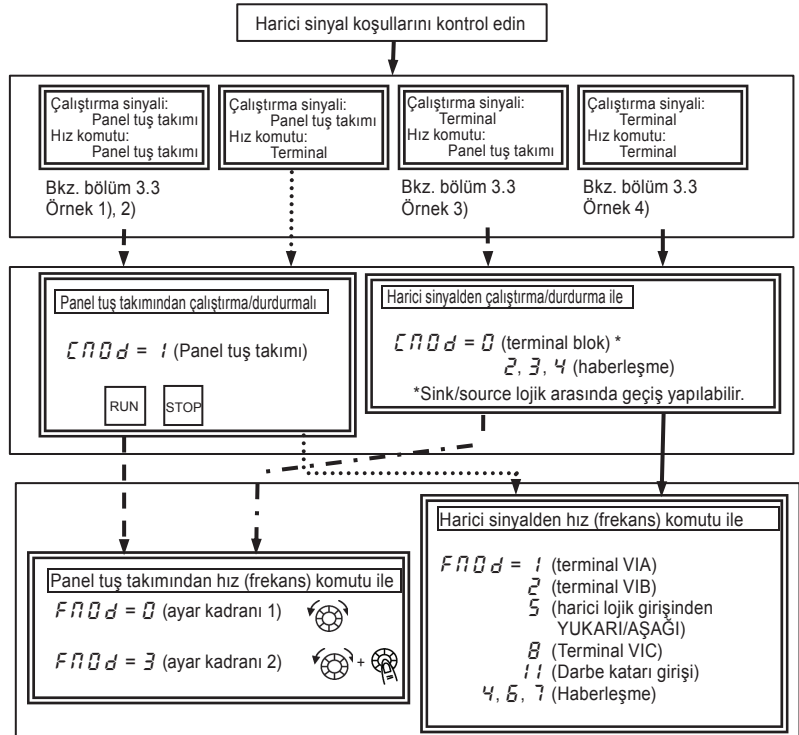 Harici sinyal koşullarını kontrol edin
Çalıştırma sinyali:
Panel tuş takımı
Hız komutu:
Panel tuş takımı
Çalıştırma sinyali:
Panel tuş takımı
Hız komutu:
Terminal
Çalıştırma sinyali:
Terminal
Hız komutu:
Panel tuş takımı
Çalıştırma sinyali:
Terminal
Hız komutu:
Terminal
Bkz. bölüm 3.3
Örnek 1), 2)
Bkz. bölüm 3.3
Örnek 3)
Bkz. bölüm 3.3
Örnek 4)
Panel tuş takımından çalıştırma/durdurmalı
CMOd = 1 (Panel tuş takımı)
RUN STOP
Harici sinyalden çalıştırma/durdurma ile
CMOd = 0 (terminal blok) *
2, 3, 4 (haberleşme)
*Sink/source lojik arasında geçiş yapılabilir.
Panel tuş takımından hız (frekans) komutu ile
FMOd = 0 (ayar kadranı 1)
FMOd = 3 (ayar kadranı 2) +
Harici sinyalden hız (frekans) komutu ile
FMOd = 1 (terminal VIA)
2 (terminal VIB)
5 (harici lojik girişinden
YUKARI/AŞAĞI)
8 (Terminal VIC)
11 (Darbe katarı girişi)
4, 6, 7 (Haberleşme)